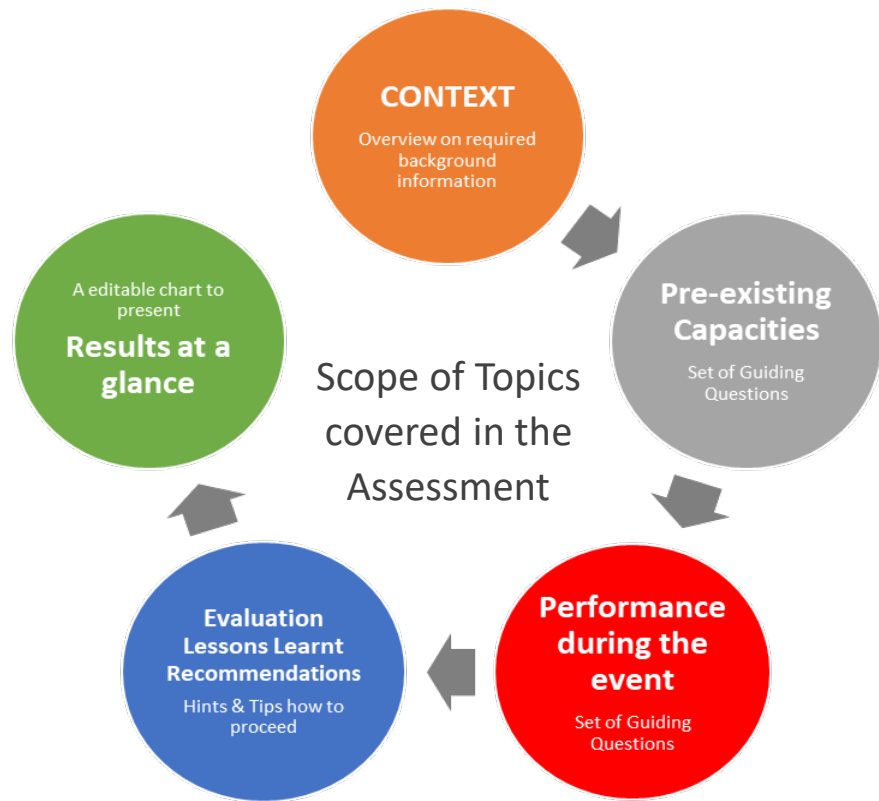 CONTEXT
Overview on required
background
information
Pre-existing
Capacities
Set of Guiding
Questions
Performance
during the
event
Set of Guiding
Questions
Evaluation
Lessons Learnt
Recommendations
Hints & Tips how to
proceed
A editable chart to
present
Results at a
glance
Scope of Topics
covered in the
Assessment